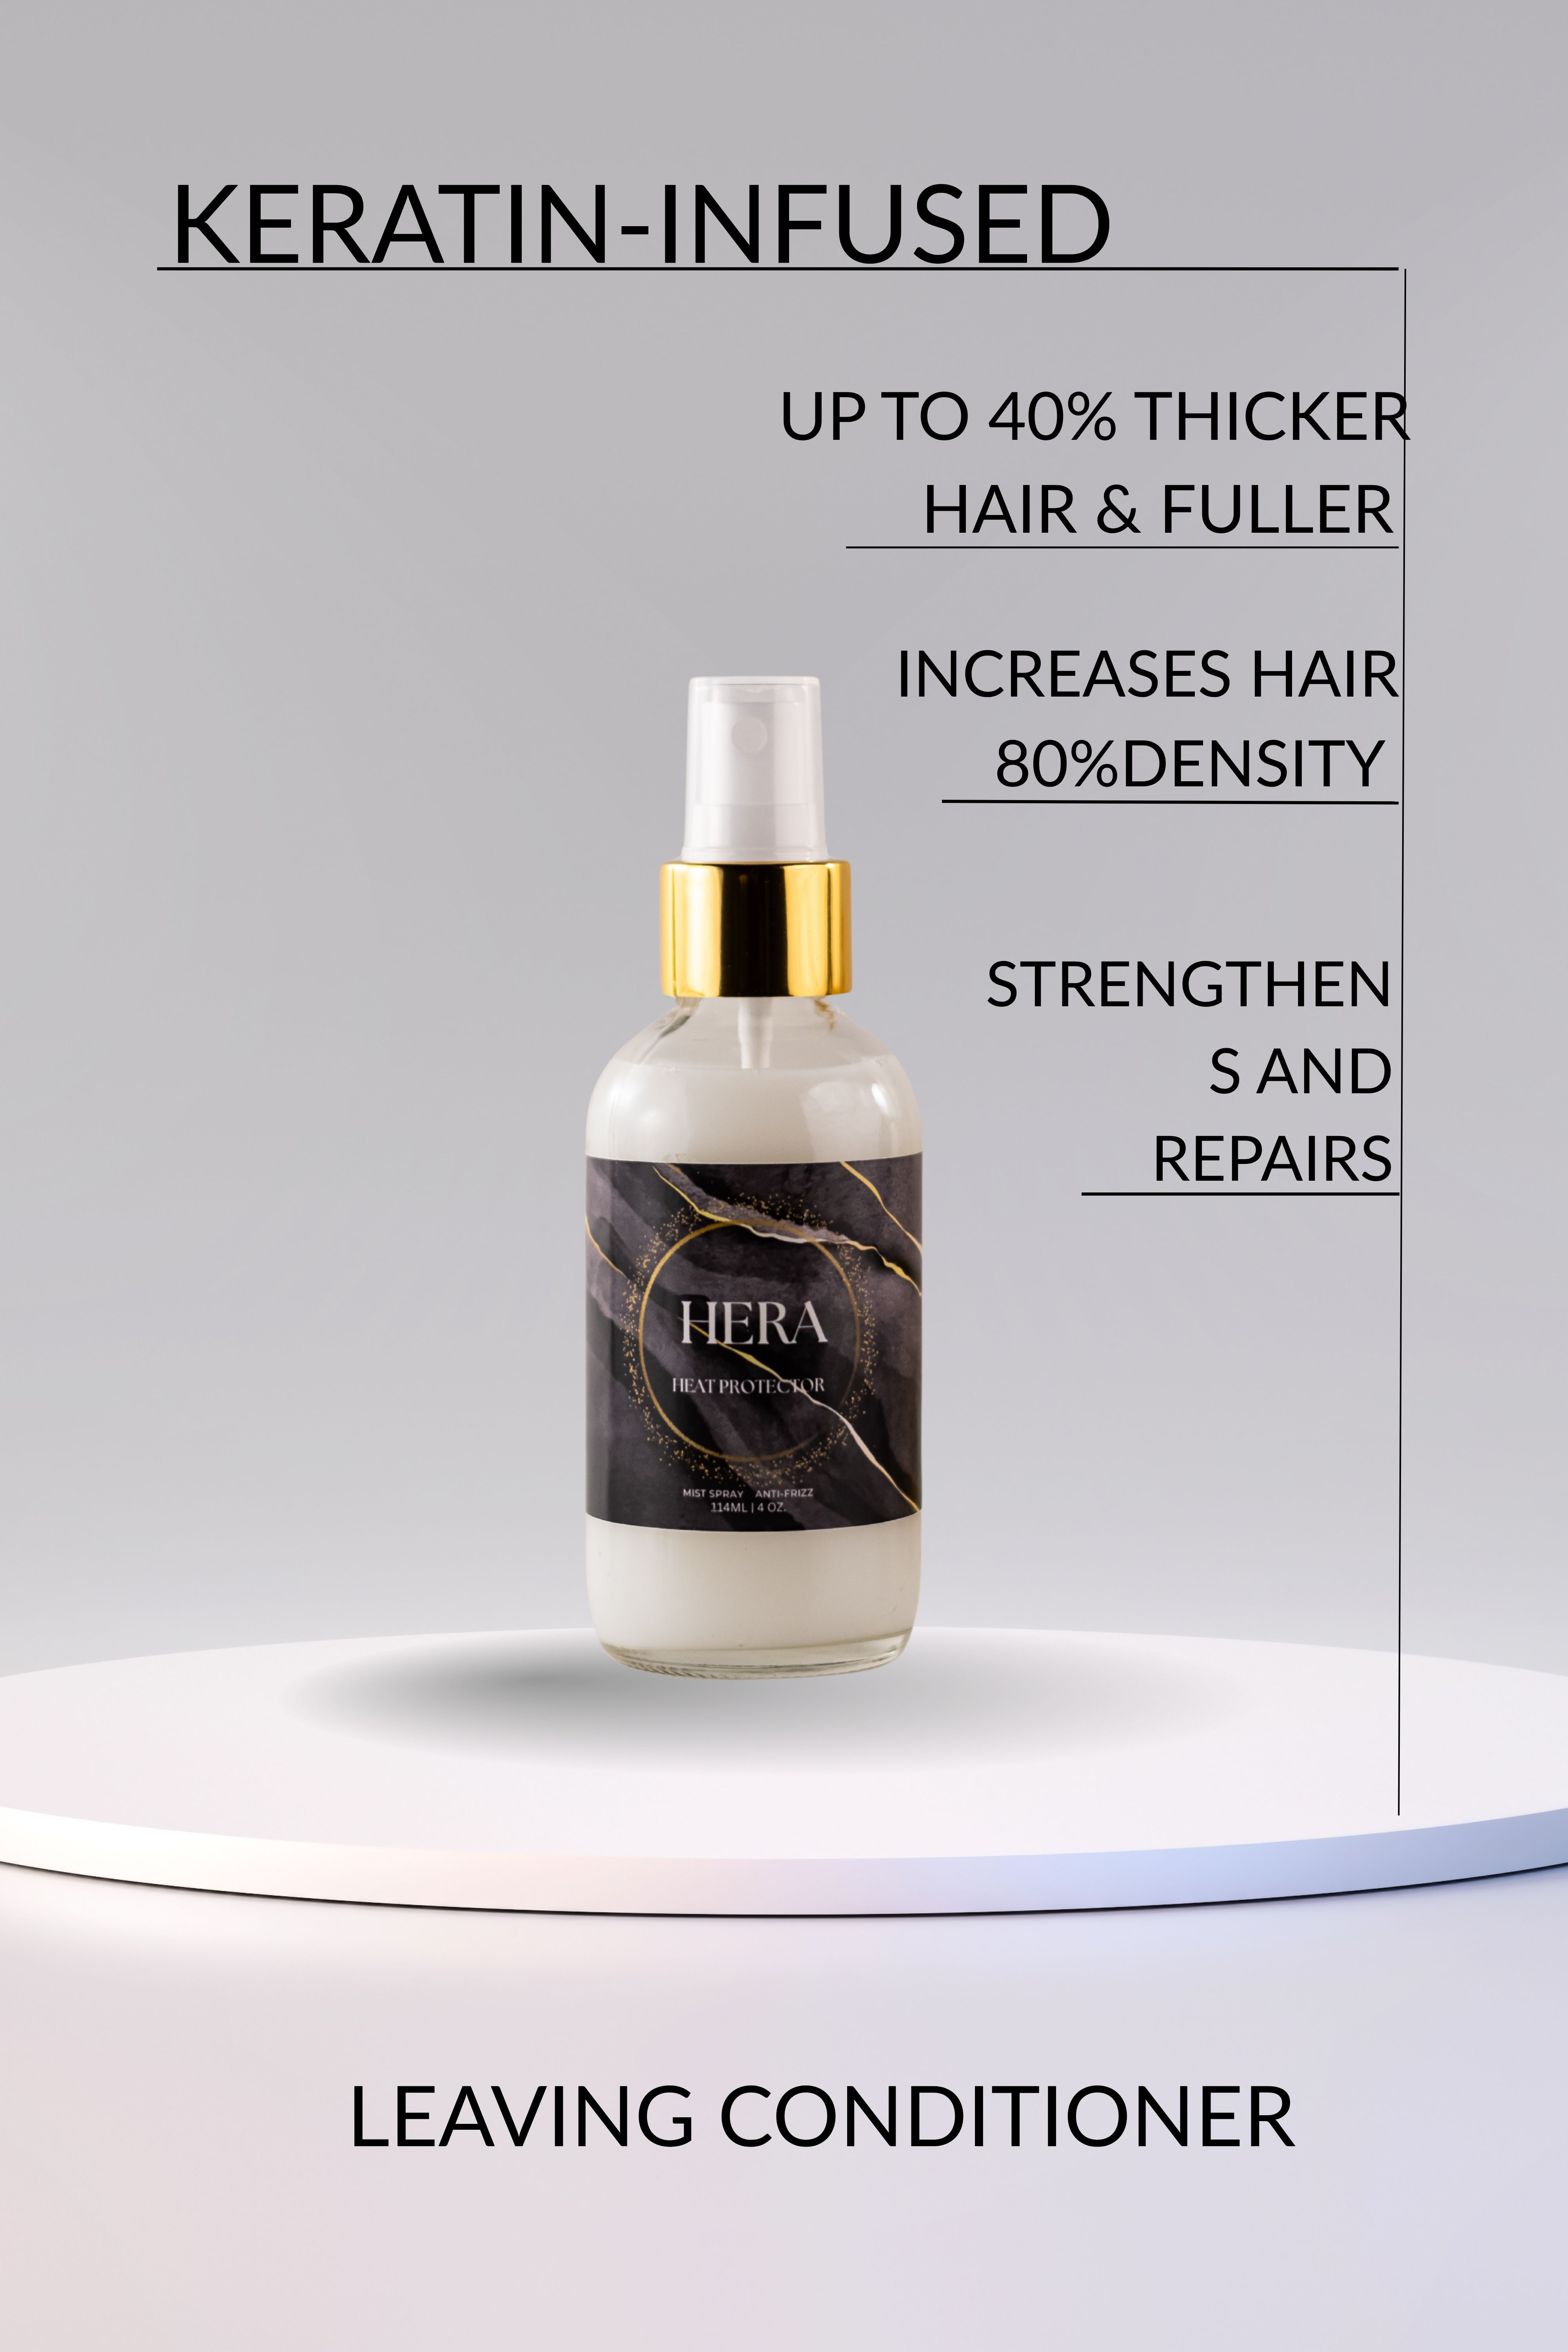 KERATIN-INFUSED
UP TO 40% THICKER
HAIR & FULLER
INCREASES HAIR
80%DENSITY
STRENGTHEN
S AND
REPAIRS
HERA
HEAT PROTECTOR
MIST SPRAY ANTI-FRIZZ
114ML | 4 OZ.
LEAVING CONDITIONER